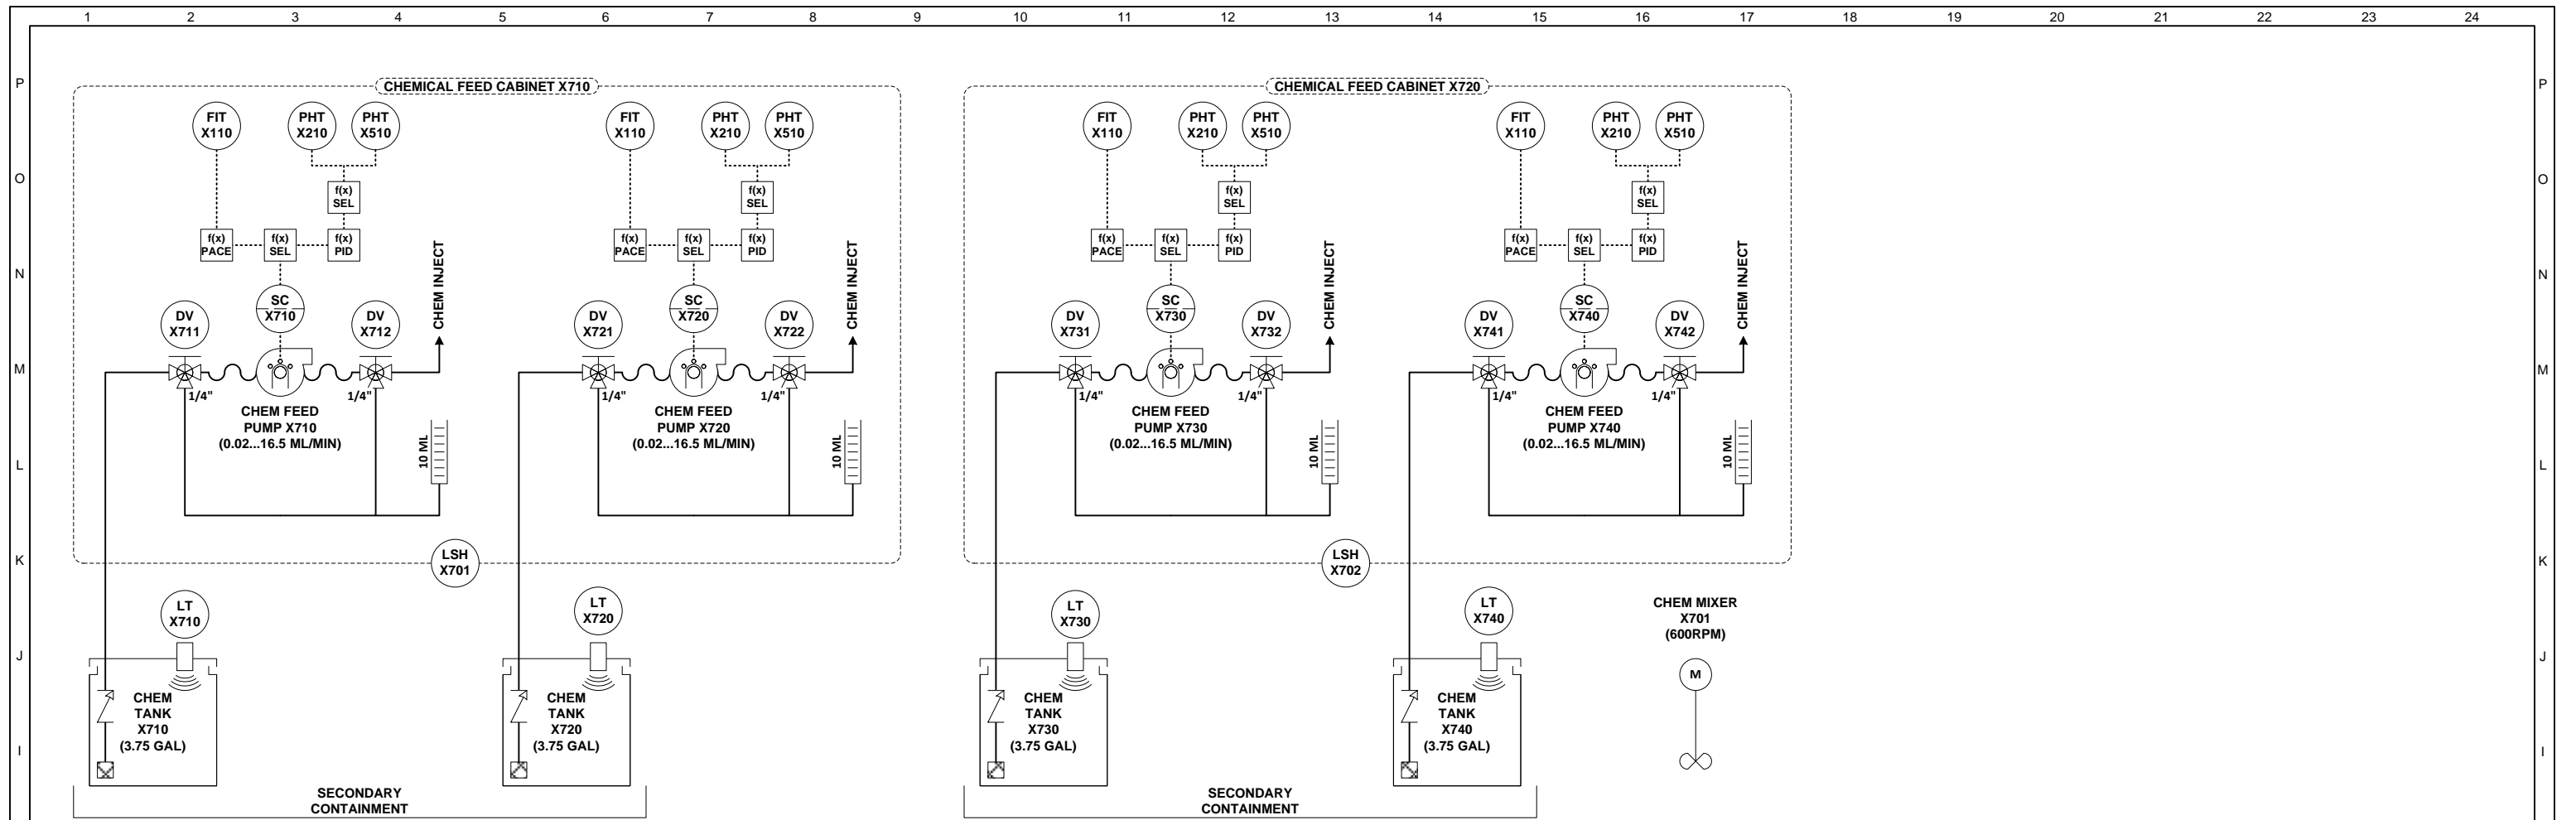 1 2 3 4 5 6 7 8 9 10 11 12 13 14 15 16 17 18 19 20 21 22 23 24
P
O
N
M
L
K
J
I
CHEMICAL FEED CABINET X710
FIT
X110
PHT
X210
PHT
X510
f(x)
SEL
f(x)
PACE
f(x)
SEL
f(x)
PID
SC
X710
DV
X711
DV
X712
CHEM INJECT
1/4"
1/4"
CHEM FEED
PUMP X710
(0.02...16.5 ML/MIN)
10 ML
FIT
X110
PHT
X210
PHT
X510
f(x)
SEL
f(x)
PACE
f(x)
SEL
f(x)
PID
SC
X720
DV
X721
DV
X722
CHEM INJECT
1/4"
1/4"
CHEM FEED
PUMP X720
(0.02...16.5 ML/MIN)
10 ML
LSH
X701
LT
X710
CHEM
TANK
X710
(3.75 GAL)
LT
X720
CHEM
TANK
X720
(3.75 GAL)
SECONDARY
CONTAINMENT
CHEMICAL FEED CABINET X720
FIT
X110
PHT
X210
PHT
X510
f(x)
SEL
f(x)
PACE
f(x)
SEL
f(x)
PID
SC
X730
DV
X731
DV
X732
CHEM INJECT
1/4"
1/4"
CHEM FEED
PUMP X730
(0.02...16.5 ML/MIN)
10 ML
FIT
X110
PHT
X210
PHT
X510
f(x)
SEL
f(x)
PACE
f(x)
SEL
f(x)
PID
SC
X740
DV
X741
DV
X742
CHEM INJECT
1/4"
1/4"
CHEM FEED
PUMP X740
(0.02...16.5 ML/MIN)
10 ML
LSH
X702
LT
X730
CHEM
TANK
X730
(3.75 GAL)
LT
X740
CHEM
TANK
X740
(3.75 GAL)
SECONDARY
CONTAINMENT
CHEM MIXER
X701
(600RPM)
M
P
O
N
M
L
K
J
I